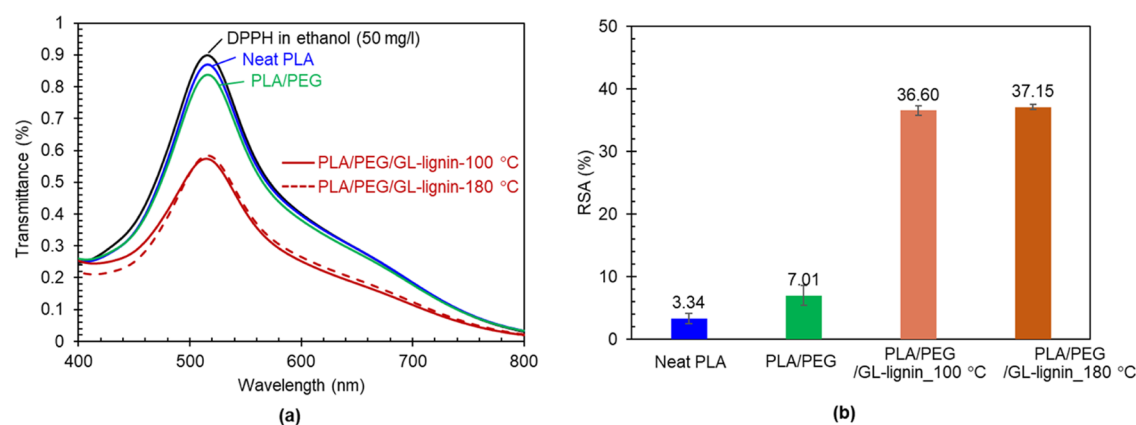 1
0.9
0.8
0.7
0.6
0.5
0.4
0.3
0.2
0.1
0
Transmittance (%)
DPPH in ethanol (50 mg/l)
Neat PLA
PLA/PEG
PLA/PEG/GL-lignin-100 °C
PLA/PEG/GL-lignin-180 °C
400 500 600 700 800
Wavelength (nm)
(a)
50
40
30
20
10
0
RSA (%)
3.34
7.01
36.60
37.15
Neat PLA
PLA/PEG
PLA/PEG
/GL-lignin_100 °C
PLA/PEG
/GL-lignin_180 °C
(b)